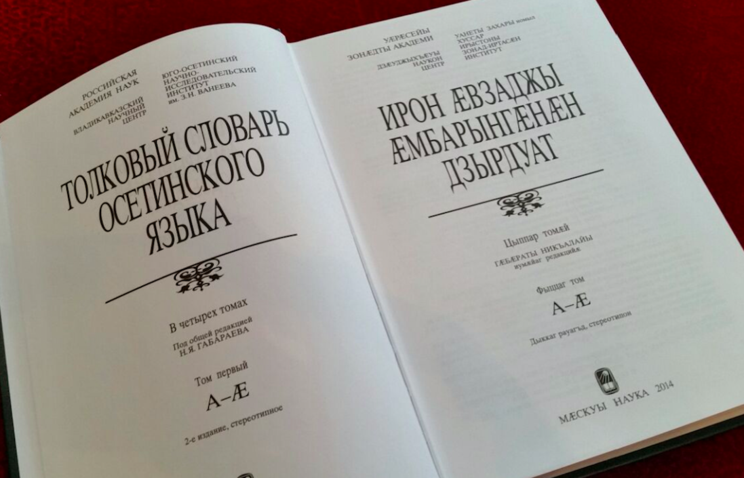 РОССИЙСКАЯ
АКАДЕМИЯ НАУК
ВЛАДИКАВКАЗСКИЙ
НАУЧНЫЙ
ЦЕНТР
ЮГО-ОСЕТИНСКИЙ
НАУЧНО-
ИССЛЕДОВАТЕЛЬСКИЙ
ИНСТИТУТ
им. З.Н. ВАНЕЕВА
ТОЛКОВЫЙ СЛОВАРЬ
ОСЕТИНСКОГО
ЯЗЫКА
В четырех томах
Под общей редакцией
Н.Я. ГАБАРАЕВА
Том первый
А–Æ
2-е издание, стереотипное
УÆРÆСЕЙЫ
ЗОНÆДТЫ АКАДЕМИ
ДЗÆУДЖЫХЪÆУЫ
НАУКОН
ЦЕНТР
УАНЕТЫ ЗАХАРЫ номыл
ХУССАР
ИРЫСТОНЫ
ЗОНАД-ИРТАСÆН
ИНСТИТУТ
ИРОН ÆВЗАДЖЫ
ÆМБАРЫНГÆНÆН
ДЗЫРДУАТ
Цыппар томæй
ГÆБÆРАТЫ НИКЪАЛАЙЫ
иумæйаг редакцийæ
Фыццаг том
А–Æ
Дыккаг рауагъд, стереотипон
МÆСКУЫ НАУКА 2014